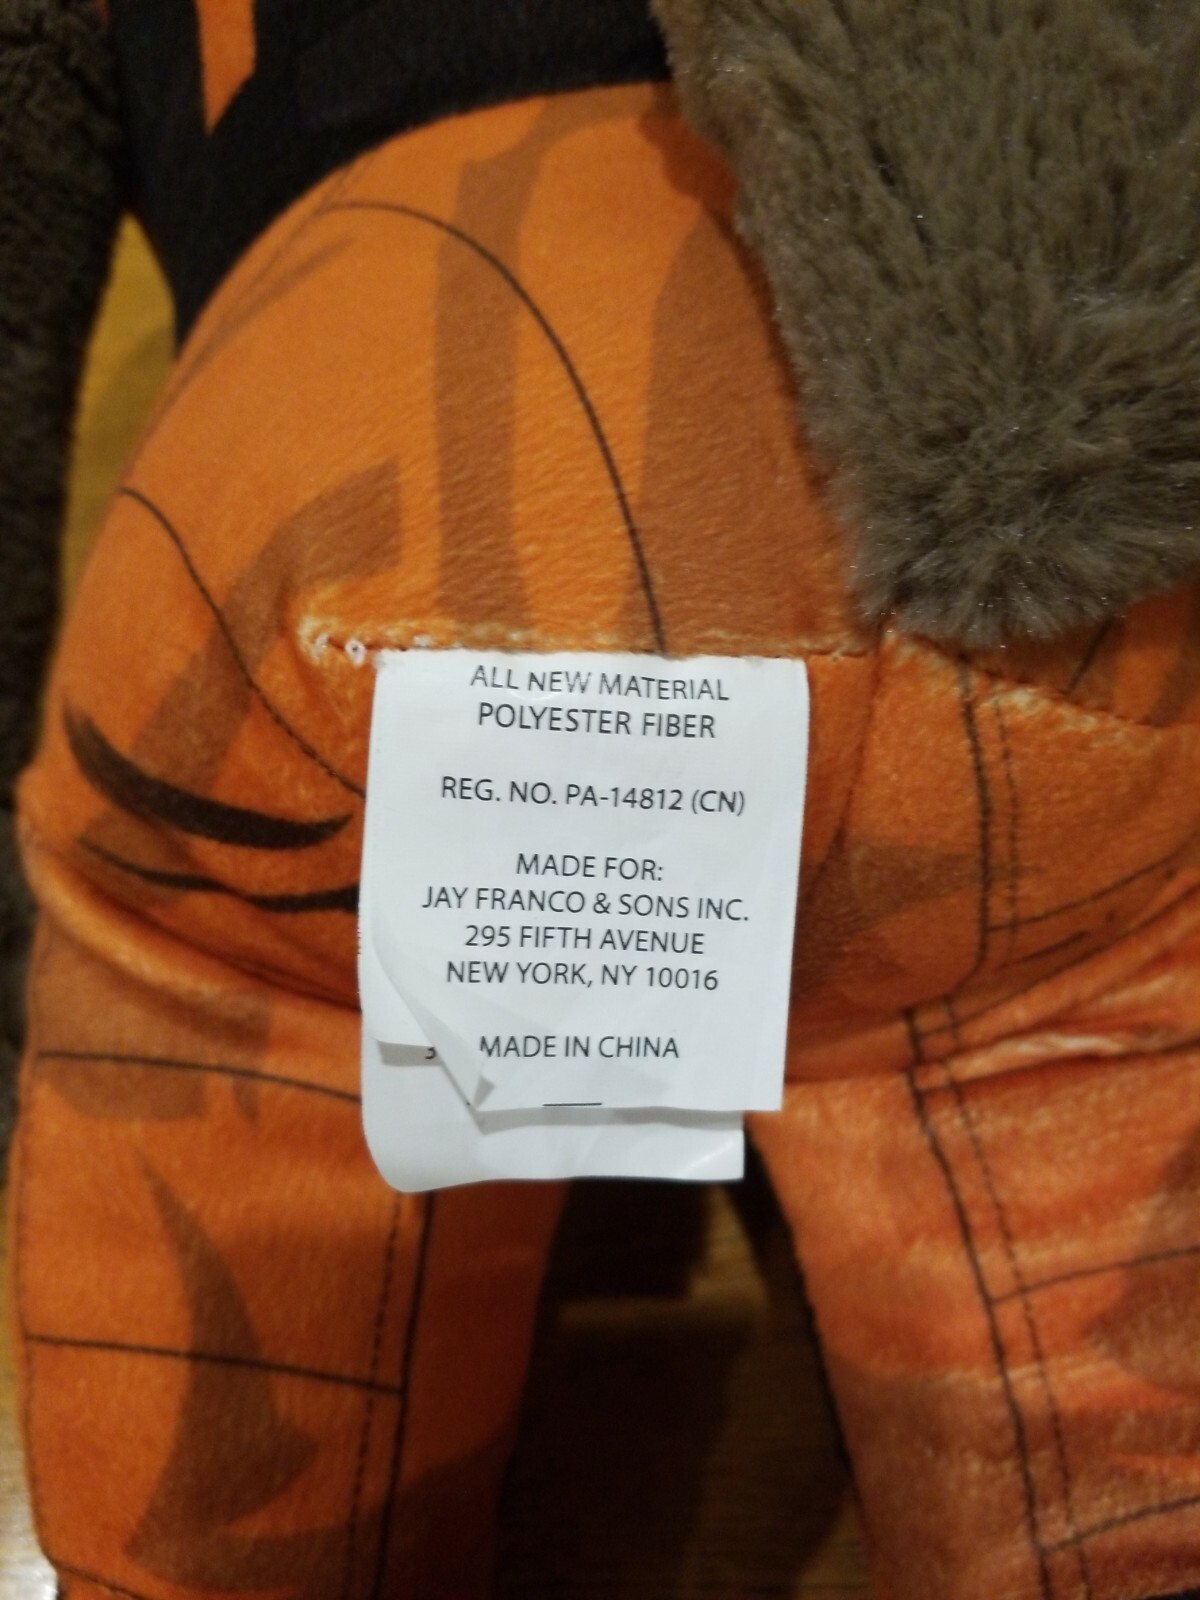 ALL NEW MATERIAL
POLYESTER FIBER
REG. NO. PA-14812 (CN)
MADE FOR:
JAY FRANCO & SONS INC.
295 FIFTH AVENUE
NEW YORK, NY 10016
MADE IN CHINA